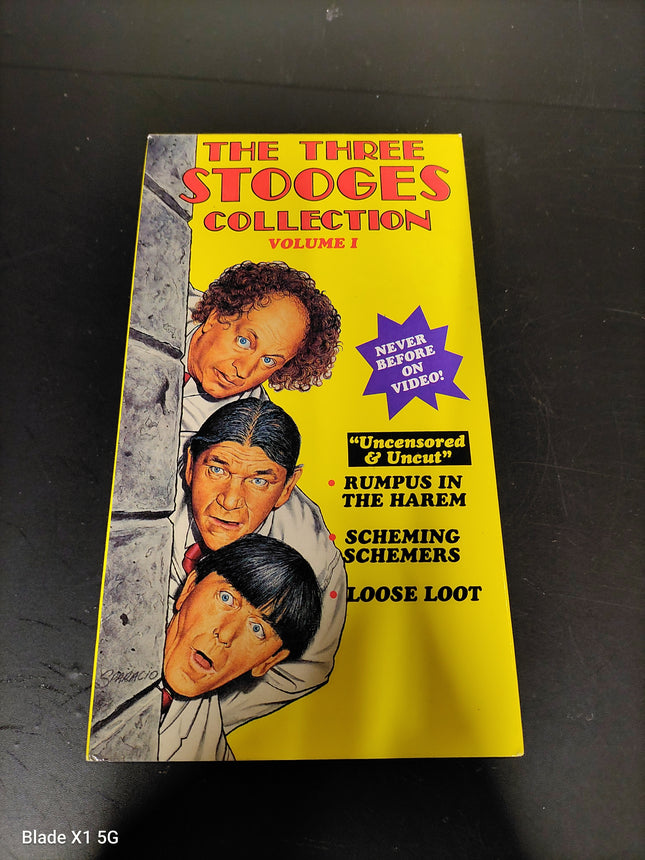 THE THREE
STOOGES
COLLECTION
VOLUME I
NEVER
BEFORE
ON
VIDEO!
"Uncensored
& Uncut"
• RUMPUS IN
THE HAREM
• SCHEMING
SCHEMERS
• LOOSE LOOT
SPARACIO
Blade X1 5G